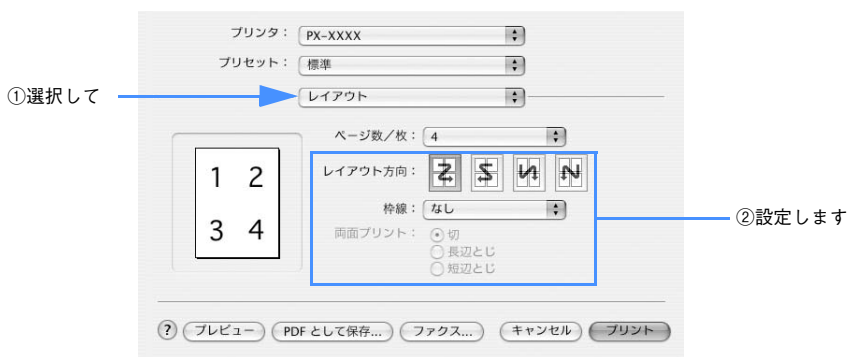 プリンタ： PX-XXXX
プリセット： 標準
①選択して
レイアウト
ページ数／枚： 4
1 2
3 4
レイアウト方向：
枠線： なし
②設定します
両面プリント： 切
長辺とじ
短辺とじ
? プレビュー PDF として保存... ファクス... キャンセル プリント